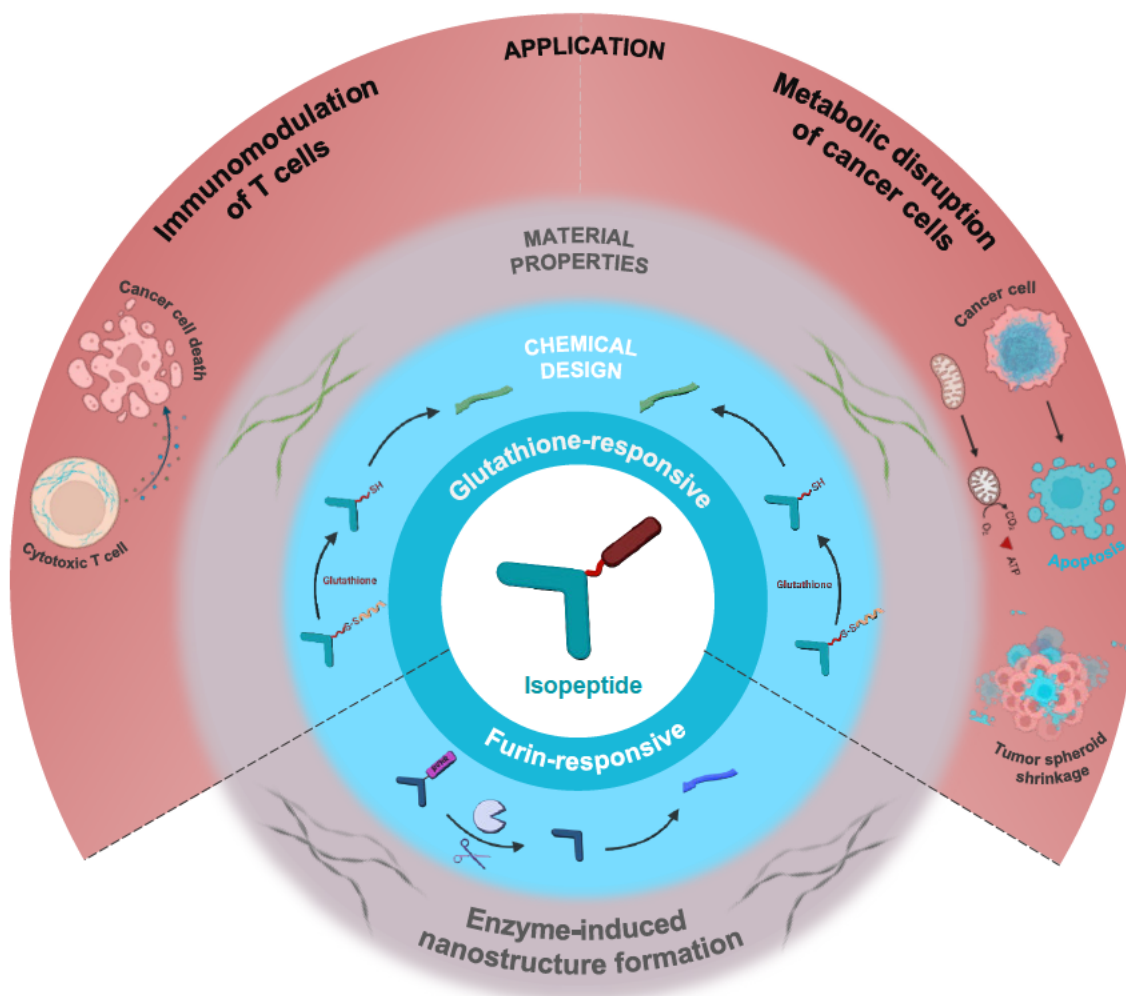 APPLICATION
Immunomodulation
of T cells
Metabolic disruption
of cancer cells
MATERIAL
PROPERTIES
Cancer cell death
Cytotoxic T cell
Cancer cell
CO₂
O₂
ATP
Apoptosis
Tumor spheroid
shrinkage
CHEMICAL
DESIGN
SH
Glutathione
S-S
SH
Glutathione
S-S
Glutathione-responsive
Isopeptide
Furin-responsive
Enzyme-induced
nanostructure formation